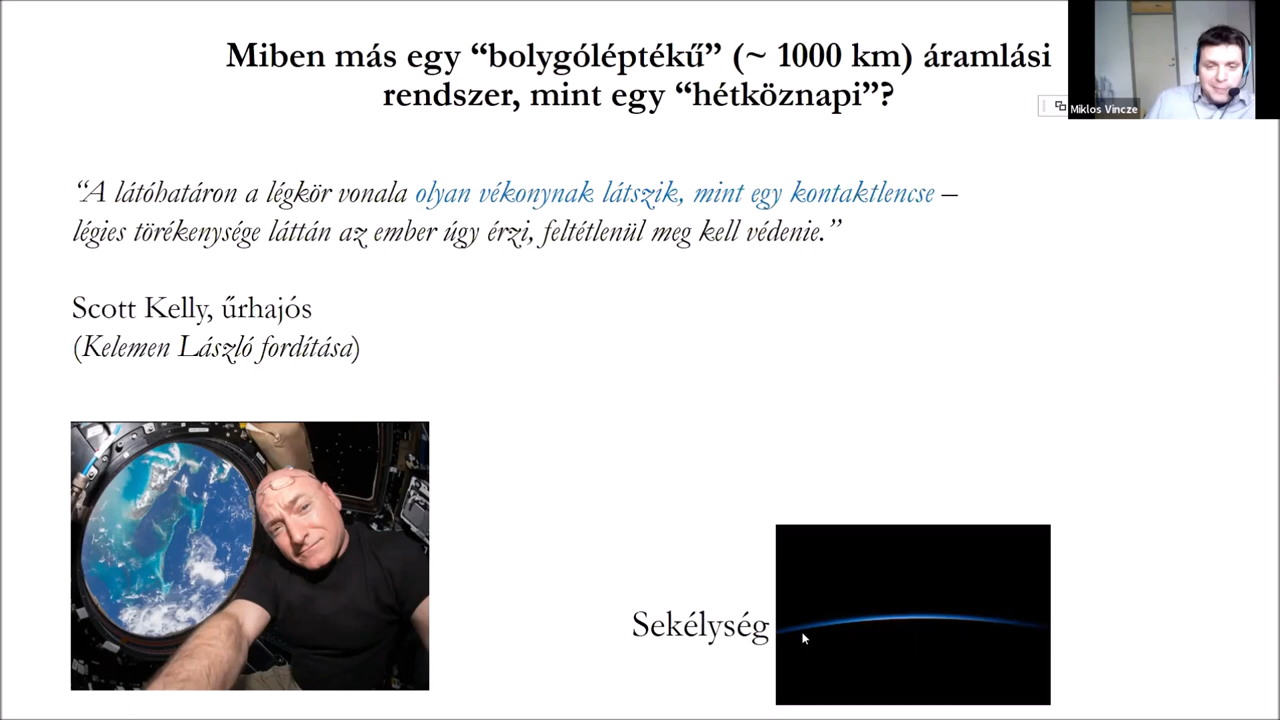 Miben más egy “bolygóléptékű” (~ 1000 km) áramlási
rendszer, mint egy “hétköznapi”?
Miklos Vincze
“A látóhatáron a légkör vonala olyan vékonynak látszik, mint egy kontaktlencse –
légies törékenysége láttán az ember úgy érzi, feltétlenül meg kell védenie.”
Scott Kelly, űrhajós
(Kelemen László fordítása)
Sekélység